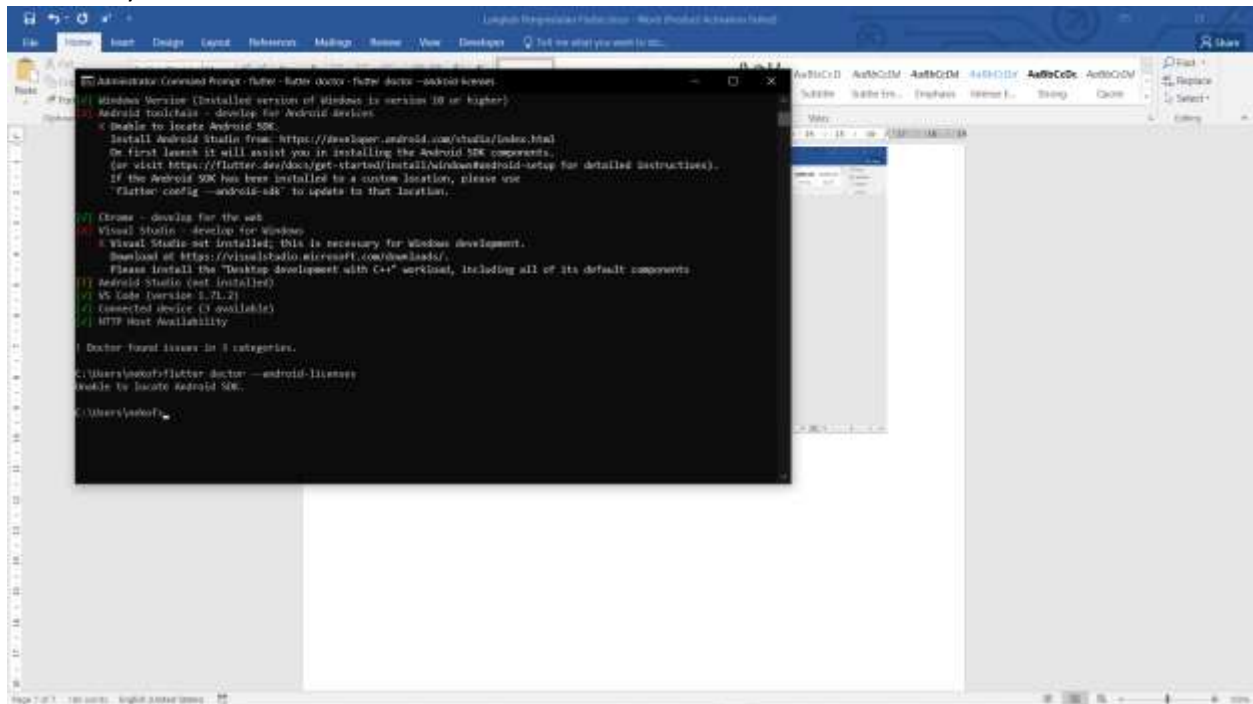 File Home Insert Design Layout References Mailings Review View Developer Tell me what you want to do...
Share
Administrator: Command Prompt - flutter - flutter doctor - flutter doctor --android-licenses
Windows Version (Installed version of Windows is version 10 or higher)
Android toolchain - develop for Android devices
X Unable to locate Android SDK.
Install Android Studio from: https://developer.android.com/studio/index.html
On first launch it will assist you in installing the Android SDK components.
(or visit https://flutter.dev/docs/get-started/install/windows#android-setup for detailed instructions).
If the Android SDK has been installed to a custom location, please use
`flutter config --android-sdk` to update to that location.
[√] Chrome - develop for the web
[X] Visual Studio - develop for Windows
X Visual Studio not installed; this is necessary for Windows development.
Download at https://visualstudio.microsoft.com/downloads/.
Please install the "Desktop development with C++" workload, including all of its default components
[!] Android Studio (not installed)
[√] VS Code (version 1.71.2)
[√] Connected device (3 available)
[√] HTTP Host Availability
! Doctor found issues in 3 categories.
flutter doctor --android-licenses
Unable to locate Android SDK.
Find
Replace
Select
Editing
Styles